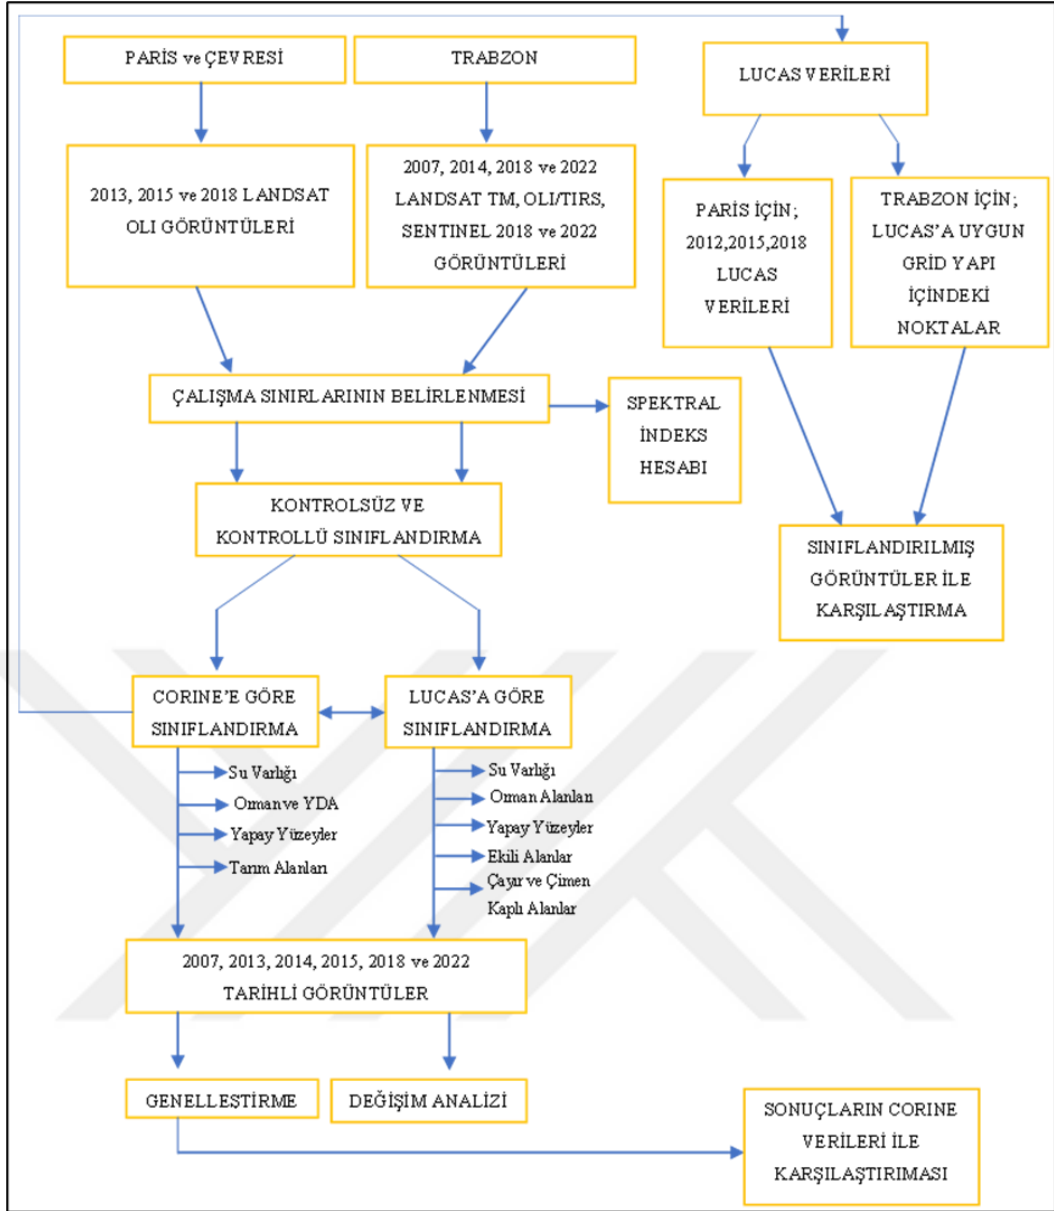 PARİS ve ÇEVRESİ
TRABZON
LUCAS VERİLERİ
2013, 2015 ve 2018 LANDSAT
OLI GÖRÜNTÜLERİ
2007, 2014, 2018 ve 2022
LANDSAT TM, OLI/TIRS,
SENTINEL 2018 ve 2022
GÖRÜNTÜLERİ
PARİS İÇİN;
2012,2015,2018
LUCAS
VERİLERİ
TRABZON İÇİN;
LUCAS'A UYGUN
GRID YAPI
İÇİNDEKİ
NOKTALAR
ÇALIŞMA SINIRLARININ BELİRLENMESİ
SPEKTRAL
İNDEKS
HESABI
KONTROLSÜZ VE
KONTROLLÜ SINIFLANDIRMA
SINIFLANDIRILMIŞ
GÖRÜNTÜLER İLE
KARŞILAŞTIRMA
CORINE'E GÖRE
SINIFLANDIRMA
LUCAS'A GÖRE
SINIFLANDIRMA
Su Varlığı
Orman ve YDA
Yapay Yüzeyler
Tarım Alanları
Su Varlığı
Orman Alanları
Yapay Yüzeyler
Ekili Alanlar
Çayır ve Çimen
Kaplı Alanlar
2007, 2013, 2014, 2015, 2018 ve 2022
TARİHLİ GÖRÜNTÜLER
GENELLEŞTİRME
DEĞİŞİM ANALİZİ
SONUÇLARIN CORINE
VERİLERİ İLE
KARŞILAŞTIRIMASI